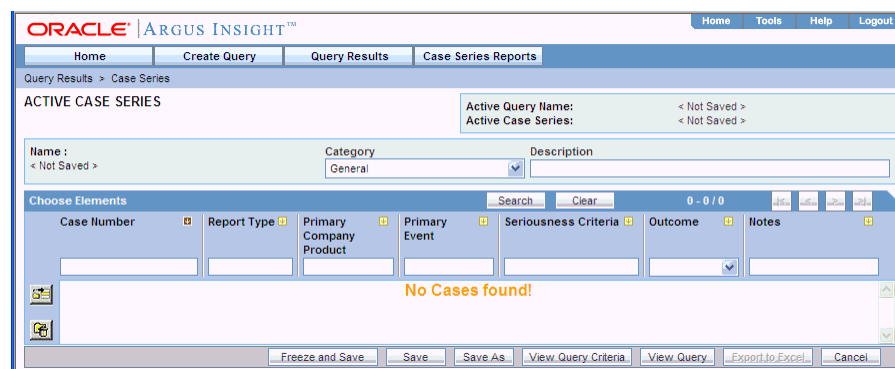 Home Tools Help Logout
ORACLE® | ARGUS INSIGHT™
Home Create Query Query Results Case Series Reports
Query Results > Case Series
ACTIVE CASE SERIES
Active Query Name: < Not Saved >
Active Case Series: < Not Saved >
Name : Category Description
< Not Saved > General
Choose Elements Search Clear 0 - 0 / 0
Case Number Report Type Primary Company Product Primary Event Seriousness Criteria Outcome Notes
No Cases found!
Freeze and Save Save Save As View Query Criteria View Query Export to Excel Cancel